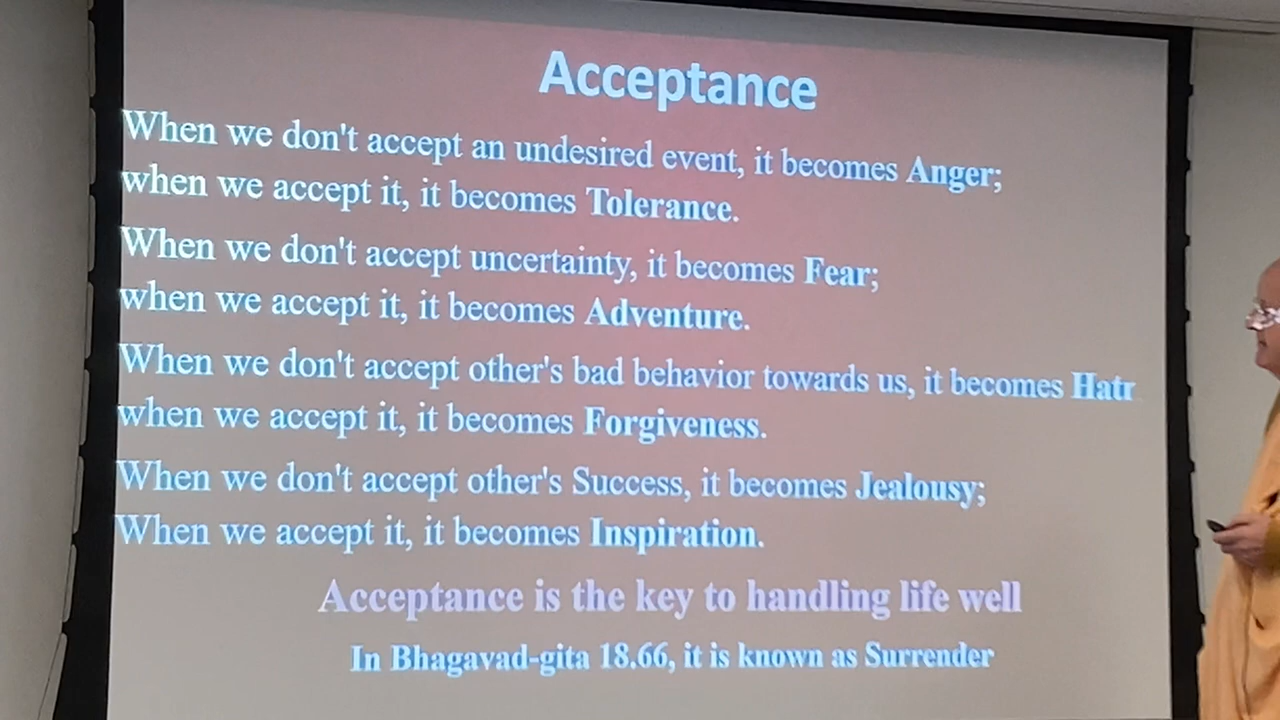 Acceptance
When we don't accept an undesired event, it becomes Anger;
when we accept it, it becomes Tolerance.
When we don't accept uncertainty, it becomes Fear;
when we accept it, it becomes Adventure.
When we don't accept other's bad behavior towards us, it becomes Hatr
when we accept it, it becomes Forgiveness.
When we don't accept other's Success, it becomes Jealousy;
When we accept it, it becomes Inspiration.
Acceptance is the key to handling life well
In Bhagavad-gita 18.66, it is known as Surrender